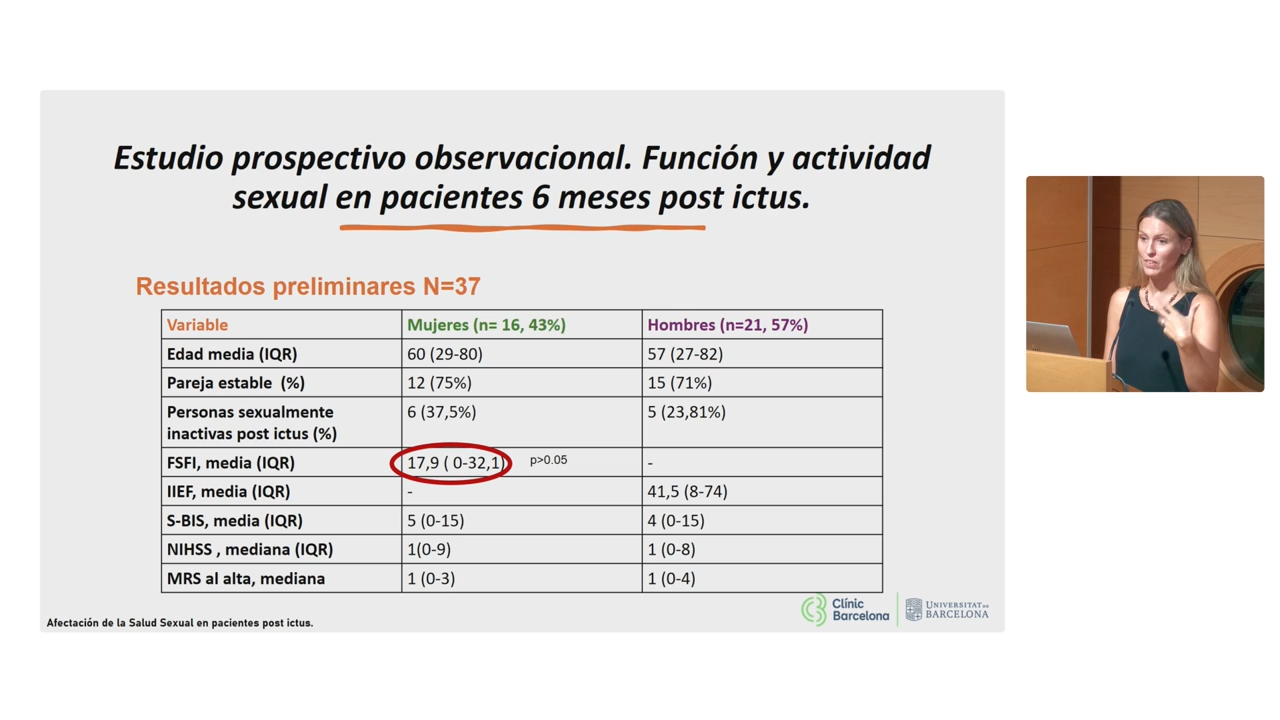 Estudio prospectivo observacional. Función y actividad
sexual en pacientes 6 meses post ictus.
Resultados preliminares N=37
Variable Mujeres (n= 16, 43%) Hombres (n=21, 57%)
Edad media (IQR) 60 (29-80) 57 (27-82)
Pareja estable (%) 12 (75%) 15 (71%)
Personas sexualmente 6 (37,5%) 5 (23,81%)
inactivas post ictus (%)
FSFI, media (IQR) 17,9 ( 0-32,1) p>0.05 -
IIEF, media (IQR) - 41,5 (8-74)
S-BIS, media (IQR) 5 (0-15) 4 (0-15)
NIHSS , mediana (IQR) 1(0-9) 1 (0-8)
MRS al alta, mediana 1 (0-3) 1 (0-4)
Clínic
Barcelona
UNIVERSITAT DE
BARCELONA
Afectación de la Salud Sexual en pacientes post ictus.